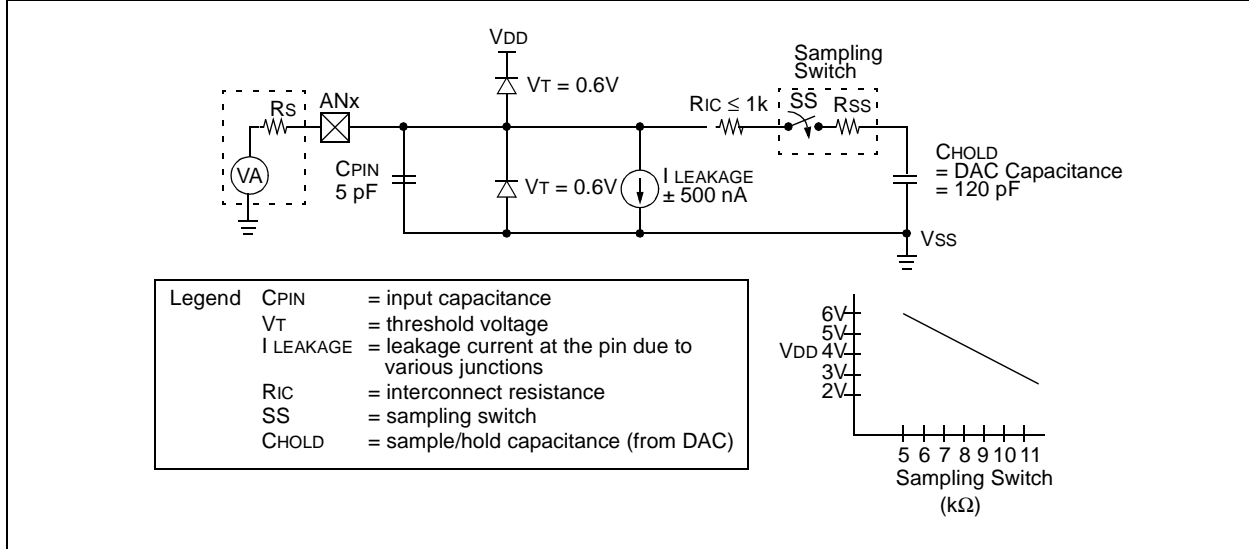 VDD
VT = 0.6V
Sampling
Switch
RS
ANx
RIC ≤ 1k
SS
RSS
VA
CPIN
5 pF
VT = 0.6V
I LEAKAGE
± 500 nA
CHOLD
= DAC Capacitance
= 120 pF
VSS
Legend CPIN = input capacitance
VT = threshold voltage
I LEAKAGE = leakage current at the pin due to
various junctions
RIC = interconnect resistance
SS = sampling switch
CHOLD = sample/hold capacitance (from DAC)
6V
5V
VDD 4V
3V
2V
5 6 7 8 9 10 11
Sampling Switch
(kΩ)